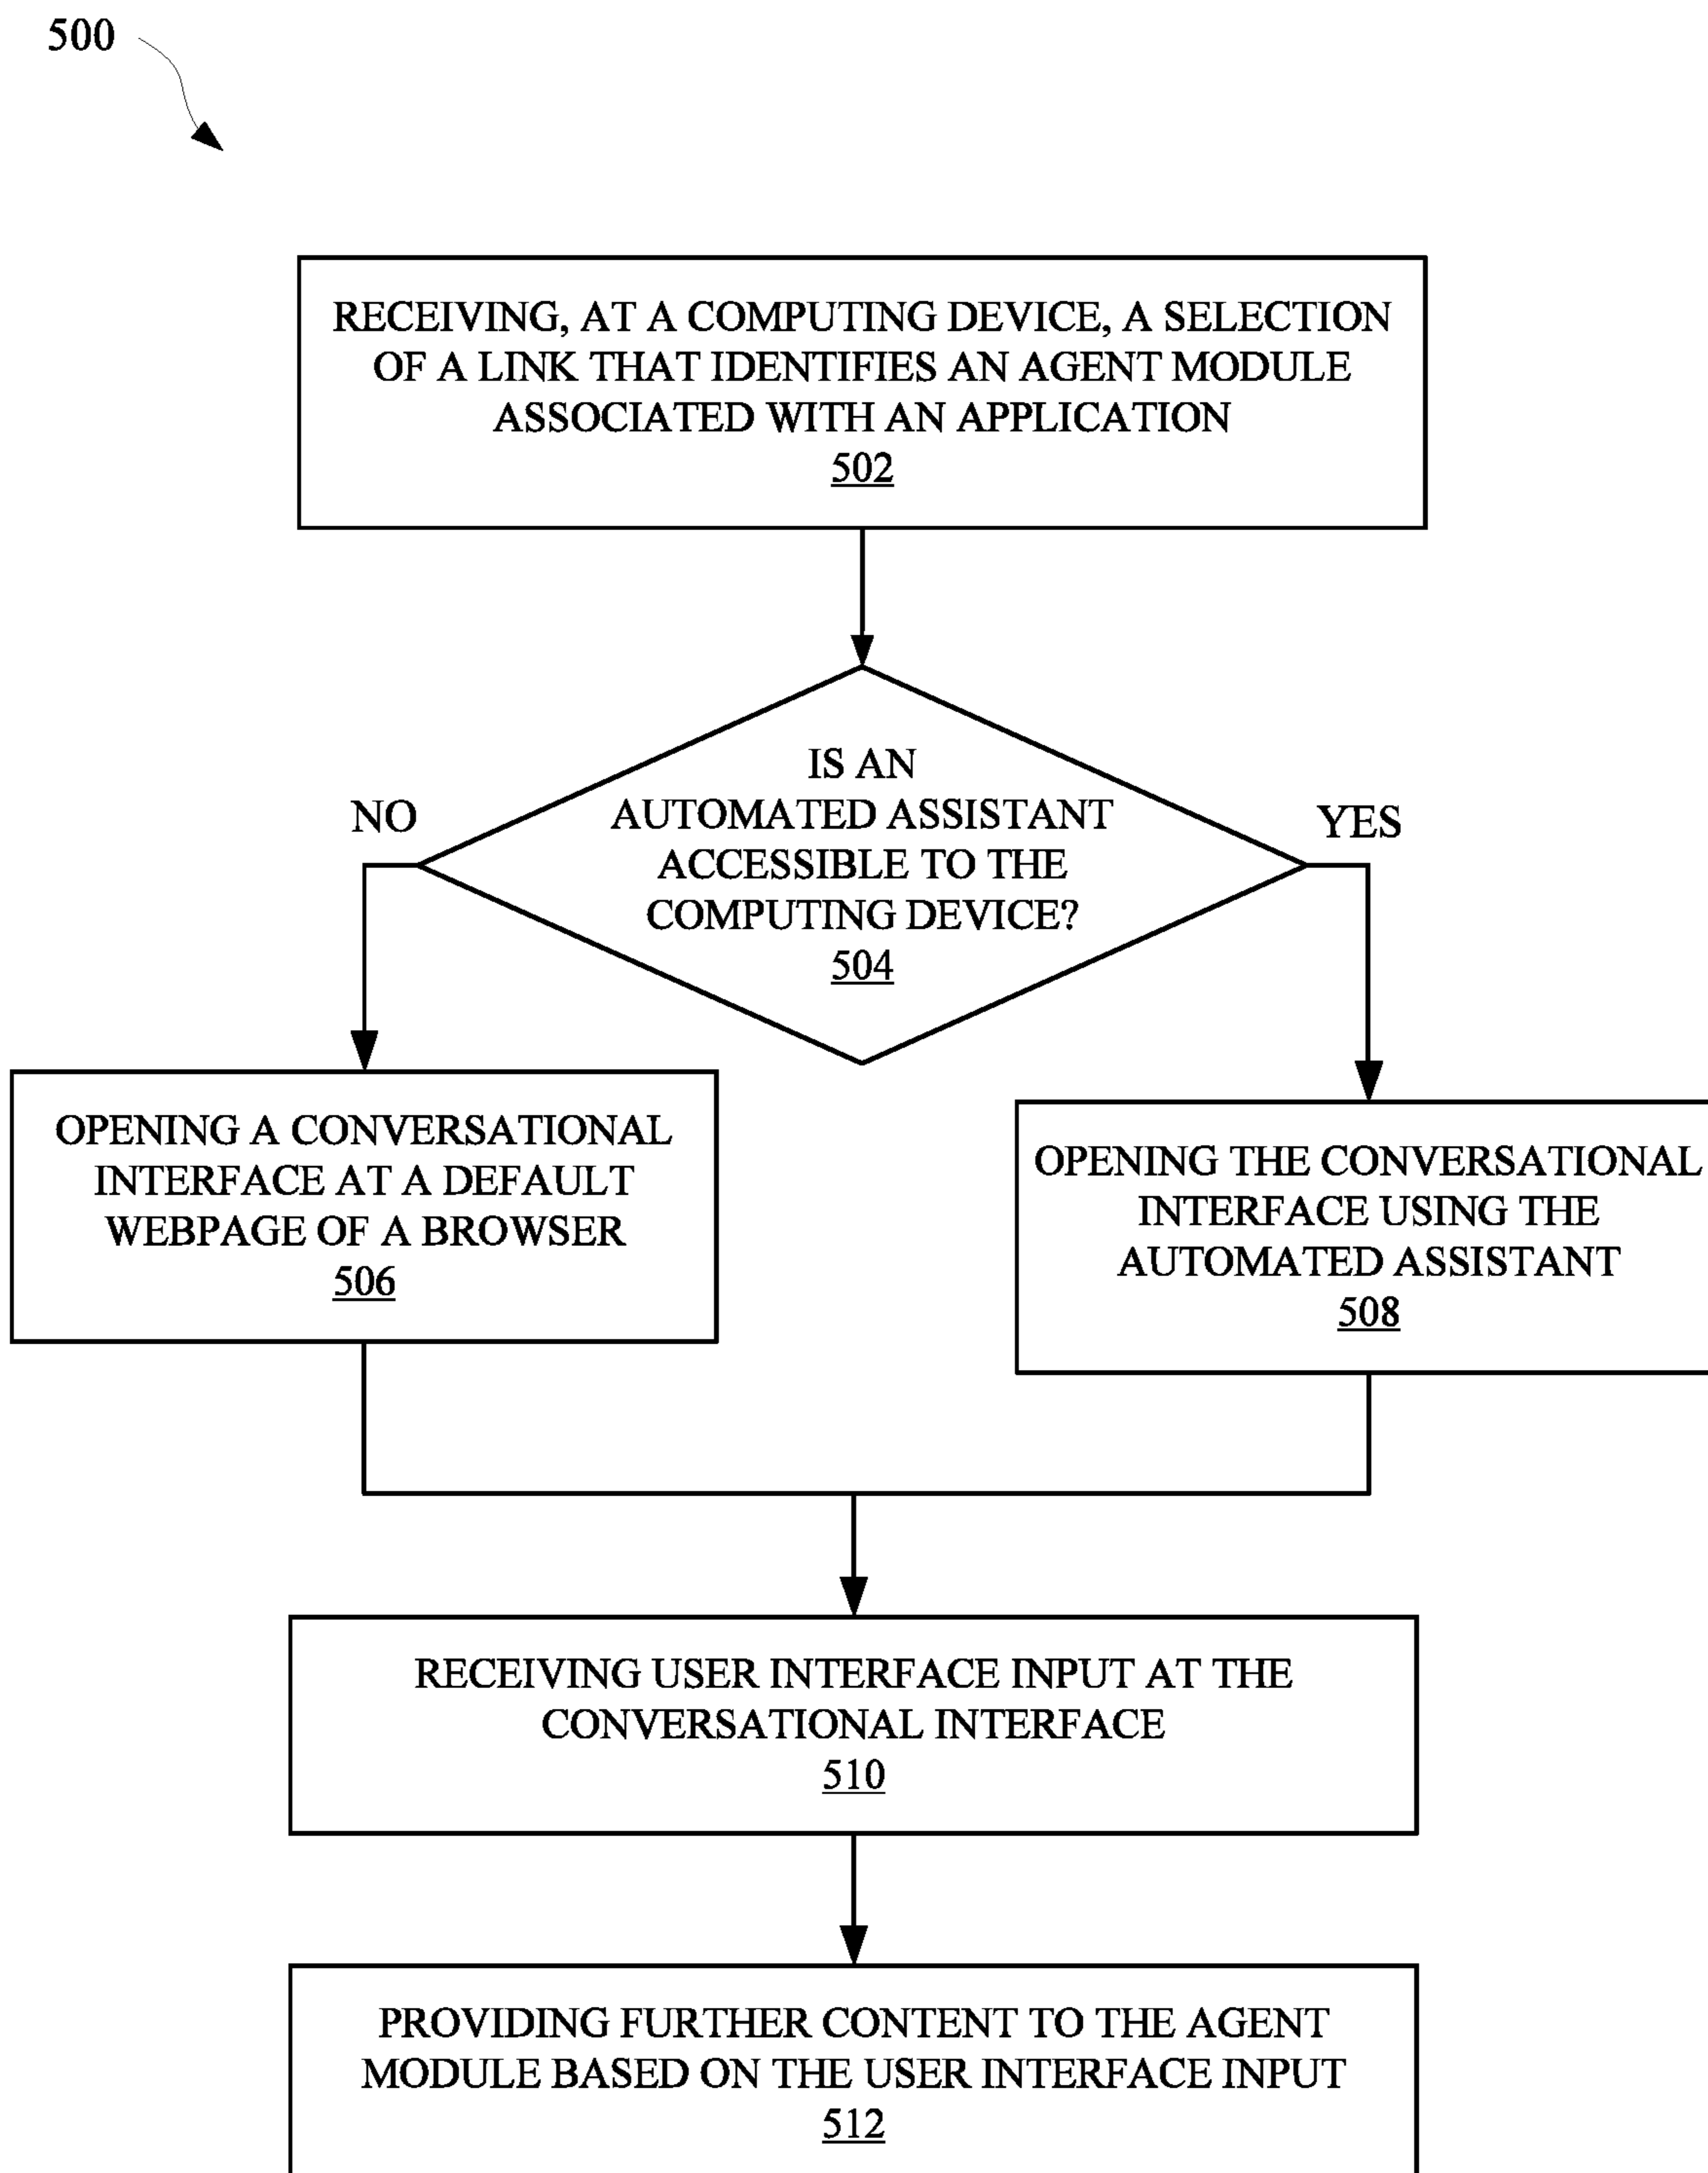 500
RECEIVING, AT A COMPUTING DEVICE, A SELECTION
OF A LINK THAT IDENTIFIES AN AGENT MODULE
ASSOCIATED WITH AN APPLICATION
502
IS AN
AUTOMATED ASSISTANT
ACCESSIBLE TO THE
COMPUTING DEVICE?
504
NO
YES
OPENING A CONVERSATIONAL
INTERFACE AT A DEFAULT
WEBPAGE OF A BROWSER
506
OPENING THE CONVERSATIONAL
INTERFACE USING THE
AUTOMATED ASSISTANT
508
RECEIVING USER INTERFACE INPUT AT THE
CONVERSATIONAL INTERFACE
510
PROVIDING FURTHER CONTENT TO THE AGENT
MODULE BASED ON THE USER INTERFACE INPUT
512